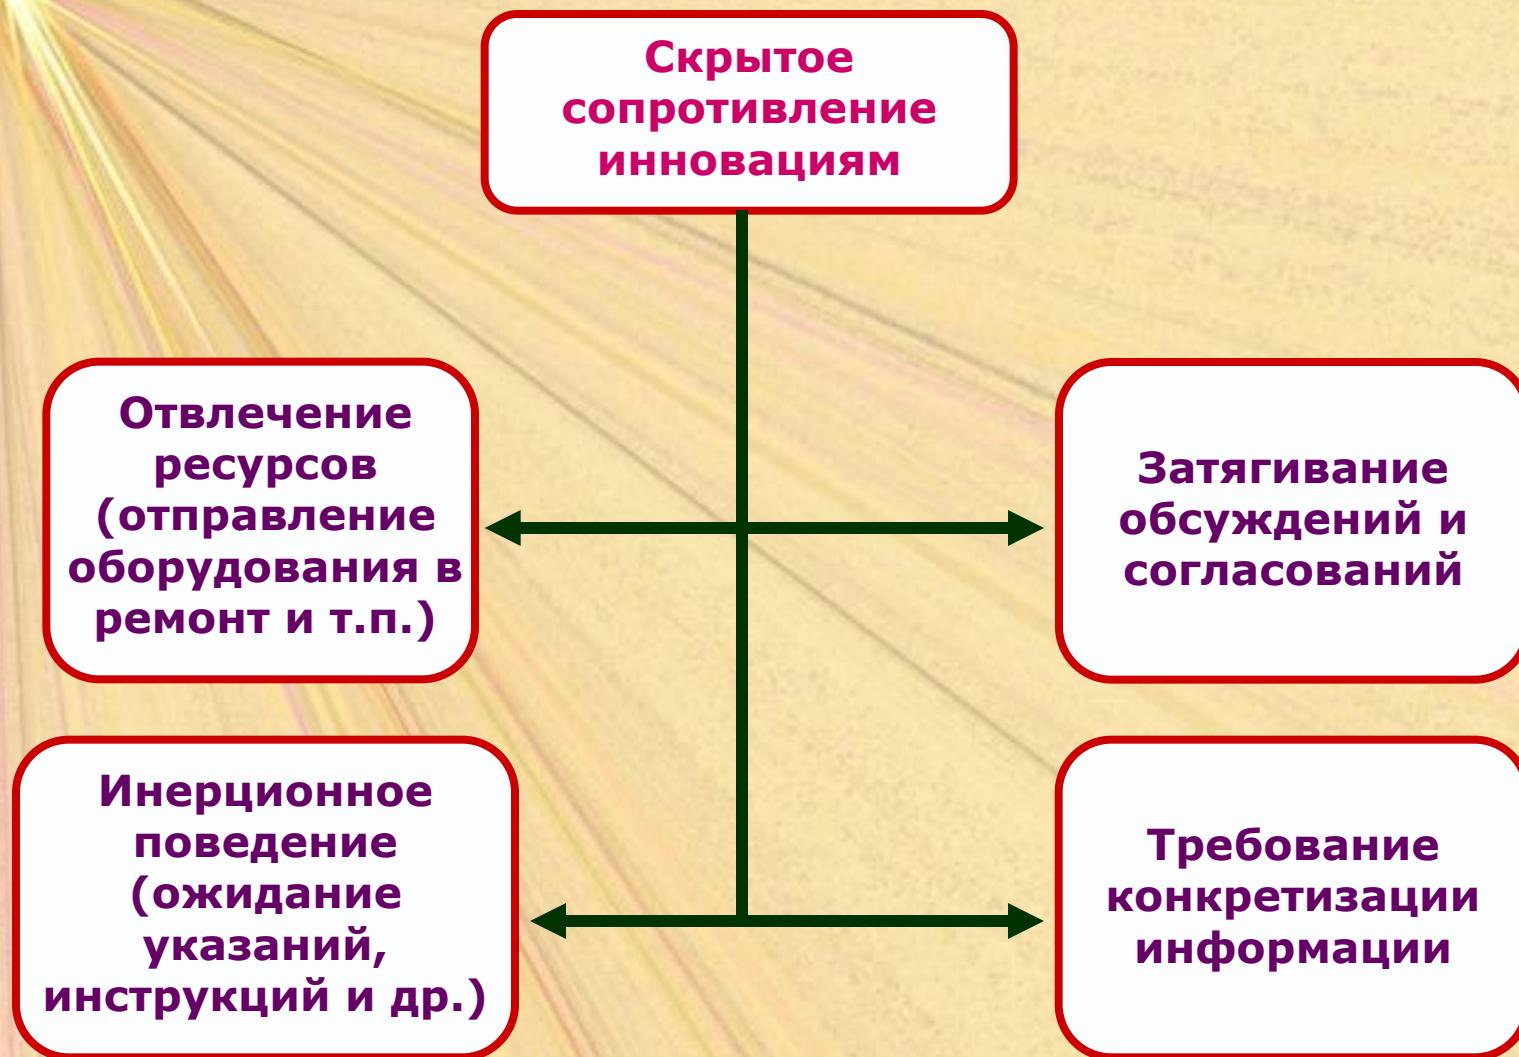 Скрытое
сопротивление
инновациям
Отвлечение
ресурсов
(отправление
оборудования в
ремонт и т.п.)
Затягивание
обсуждений и
согласований
Инерционное
поведение
(ожидание
указаний,
инструкций и др.)
Требование
конкретизации
информации